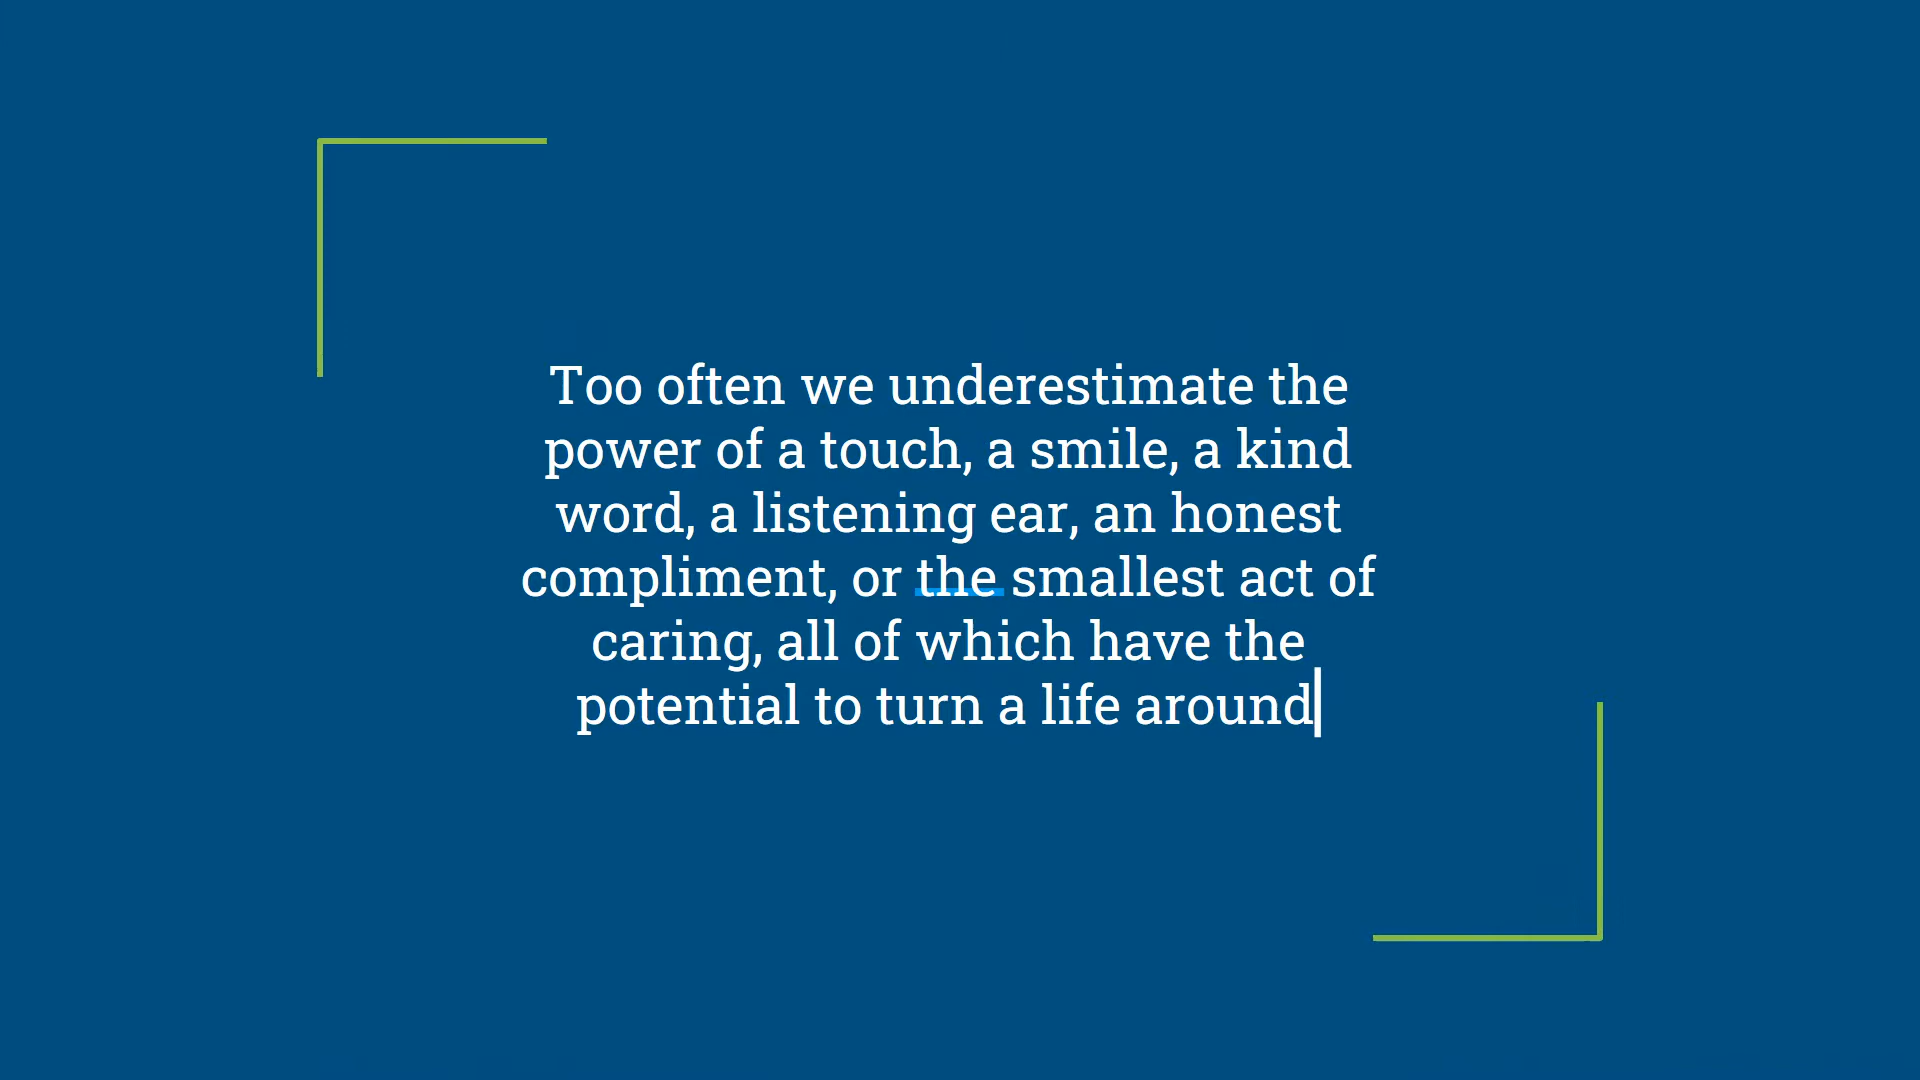 Too often we underestimate the
power of a touch, a smile, a kind
word, a listening ear, an honest
compliment, or the smallest act of
caring, all of which have the
potential to turn a life around